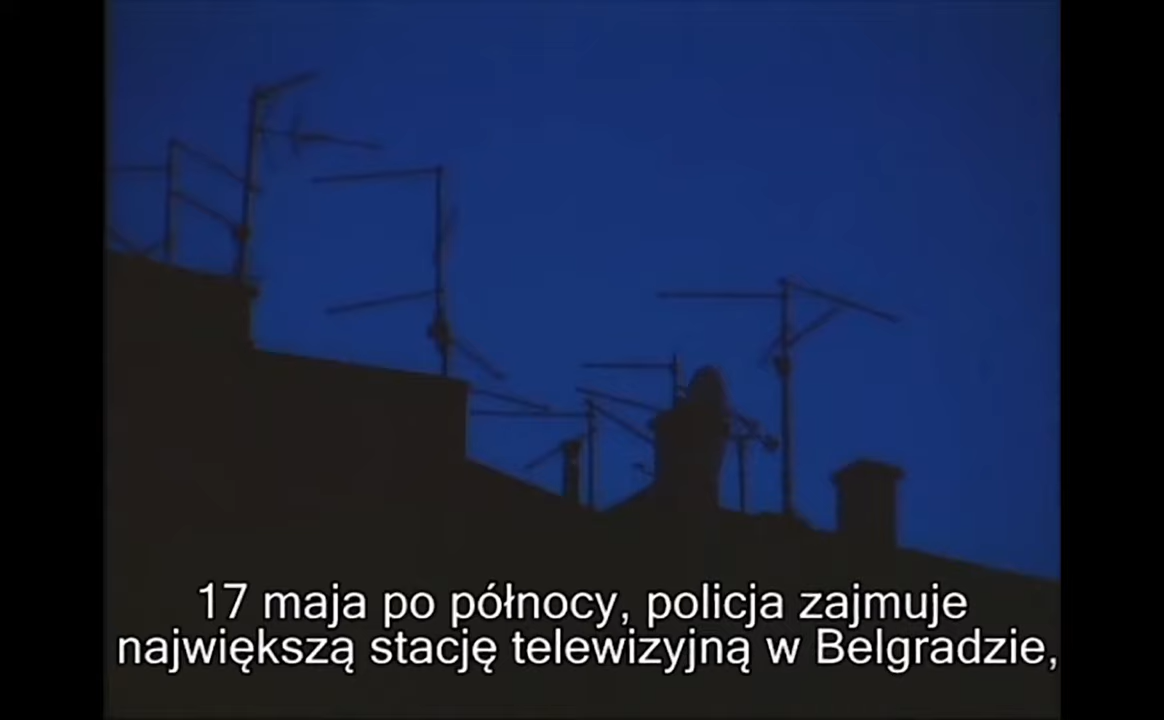 17 maja po północy, policja zajmuje
największą stację telewizyjną w Belgradzie,